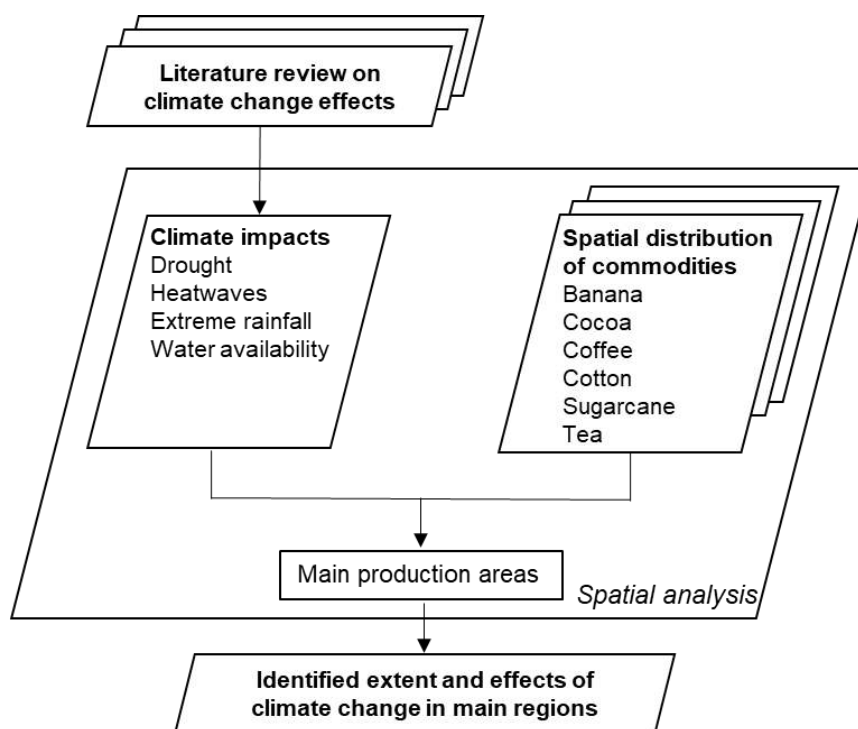 Literature review on
climate change effects
Climate impacts
Drought
Heatwaves
Extreme rainfall
Water availability
Spatial distribution
of commodities
Banana
Cocoa
Coffee
Cotton
Sugarcane
Tea
Main production areas
Spatial analysis
Identified extent and effects of
climate change in main regions